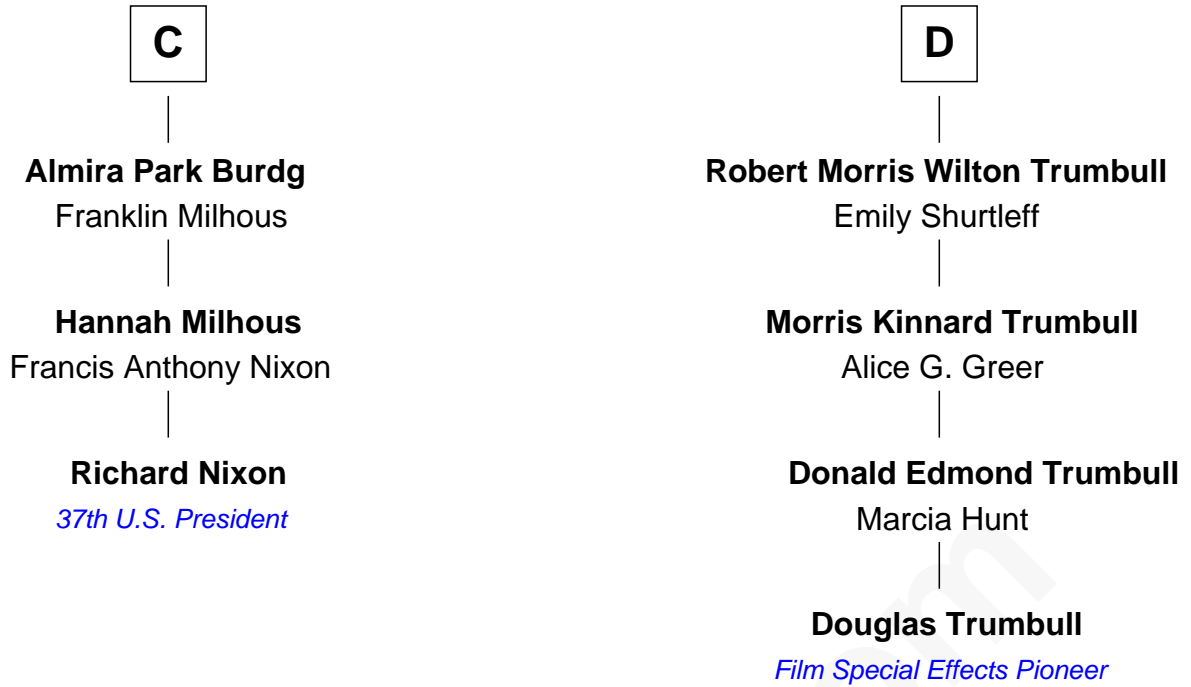 C
Almira Park Burdg
Franklin Milhous
Hannah Milhous
Francis Anthony Nixon
Richard Nixon
37th U.S. President
D
Robert Morris Wilton Trumbull
Emily Shurtleff
Morris Kinnard Trumbull
Alice G. Greer
Donald Edmond Trumbull
Marcia Hunt
Douglas Trumbull
Film Special Effects Pioneer